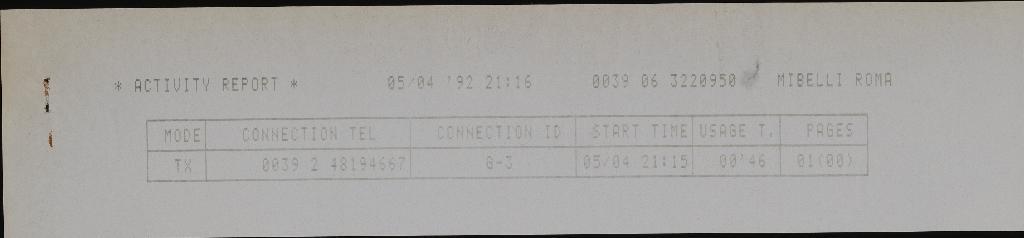 * ACTIVITY REPORT * 05/04 '92 21:16 0039 06 3220950 MIBELLI ROMA
MODE CONNECTION TEL CONNECTION ID START TIME USAGE T. PAGES
TX 0039 2 48194667 G-3 05/04 21:15 00'46 01(00)